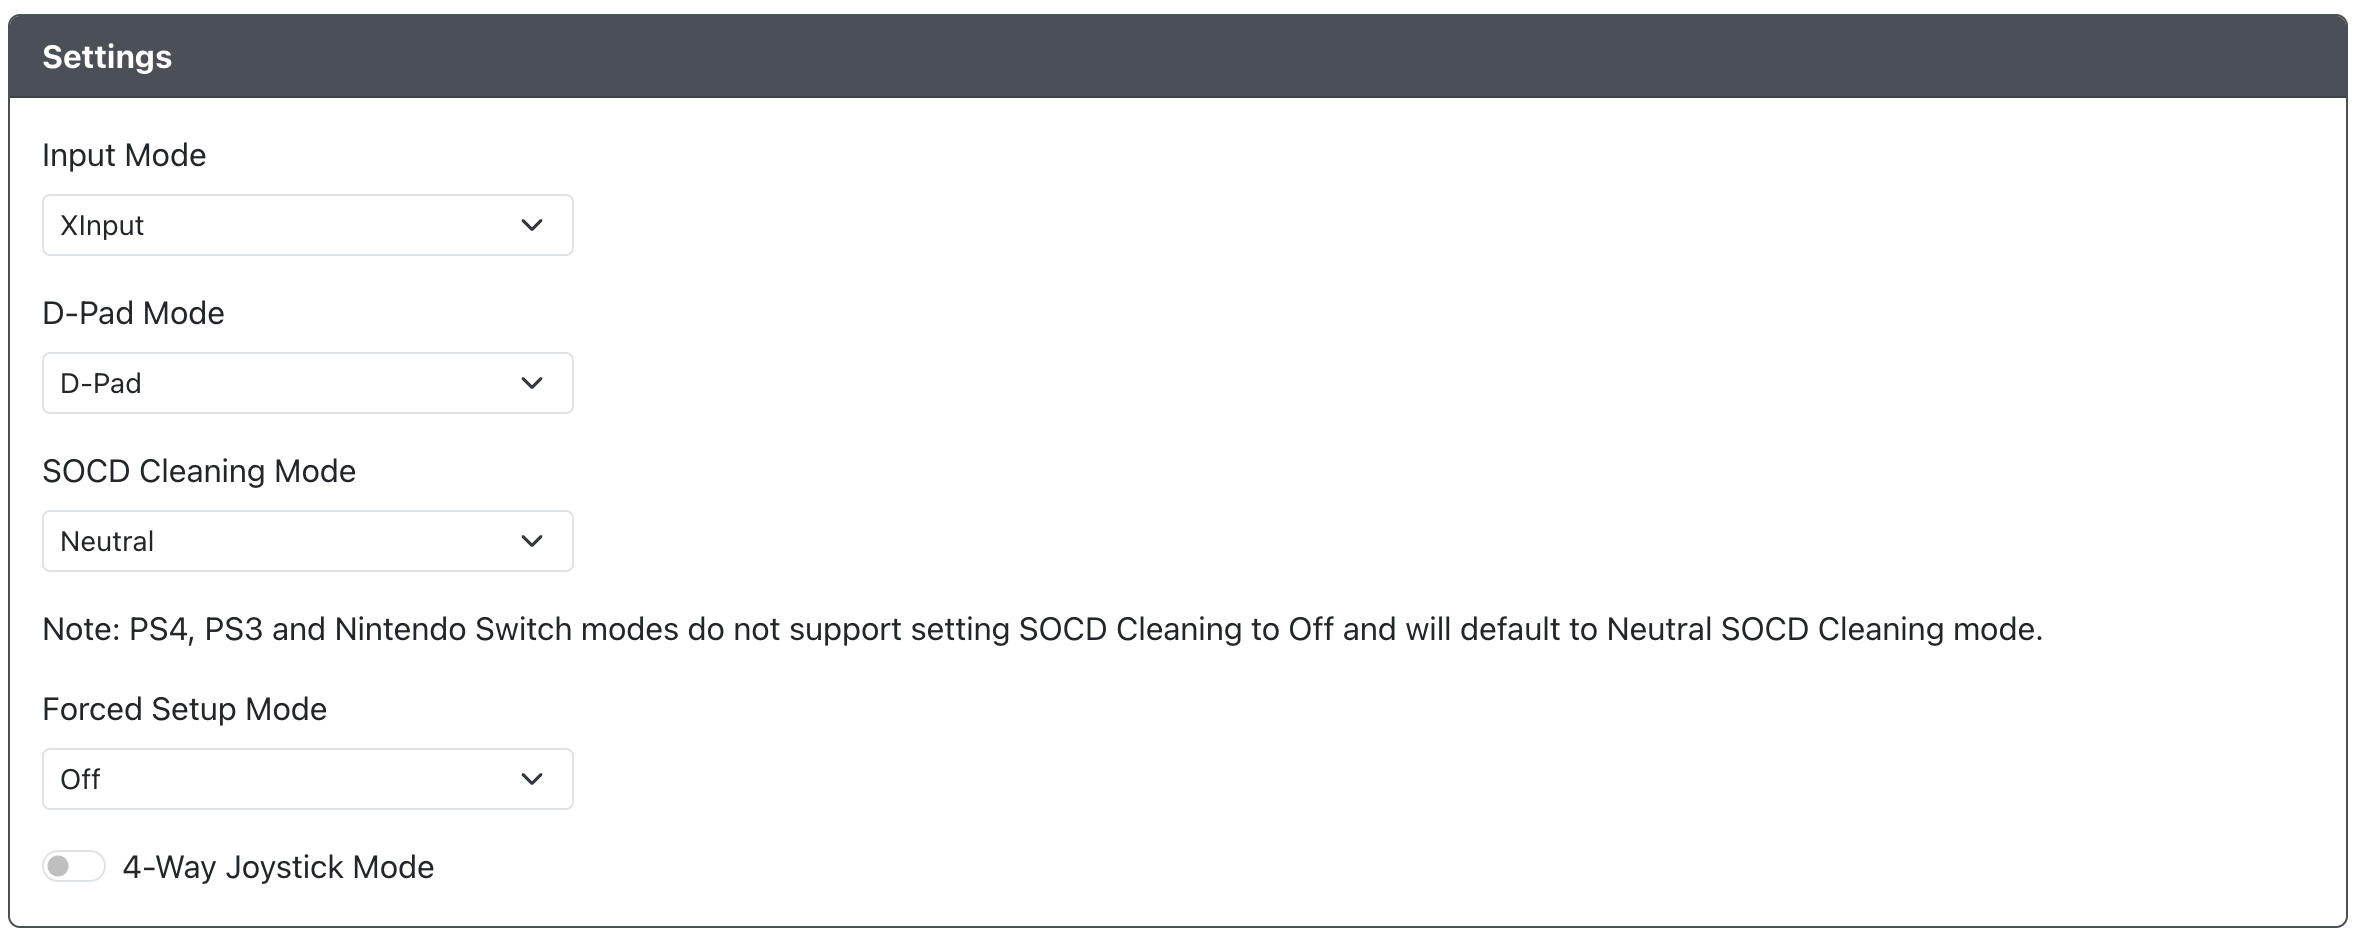 Settings
Input Mode
XInput
D-Pad Mode
D-Pad
SOCD Cleaning Mode
Neutral
Note: PS4, PS3 and Nintendo Switch modes do not support setting SOCD Cleaning to Off and will default to Neutral SOCD Cleaning mode.
Forced Setup Mode
Off
4-Way Joystick Mode